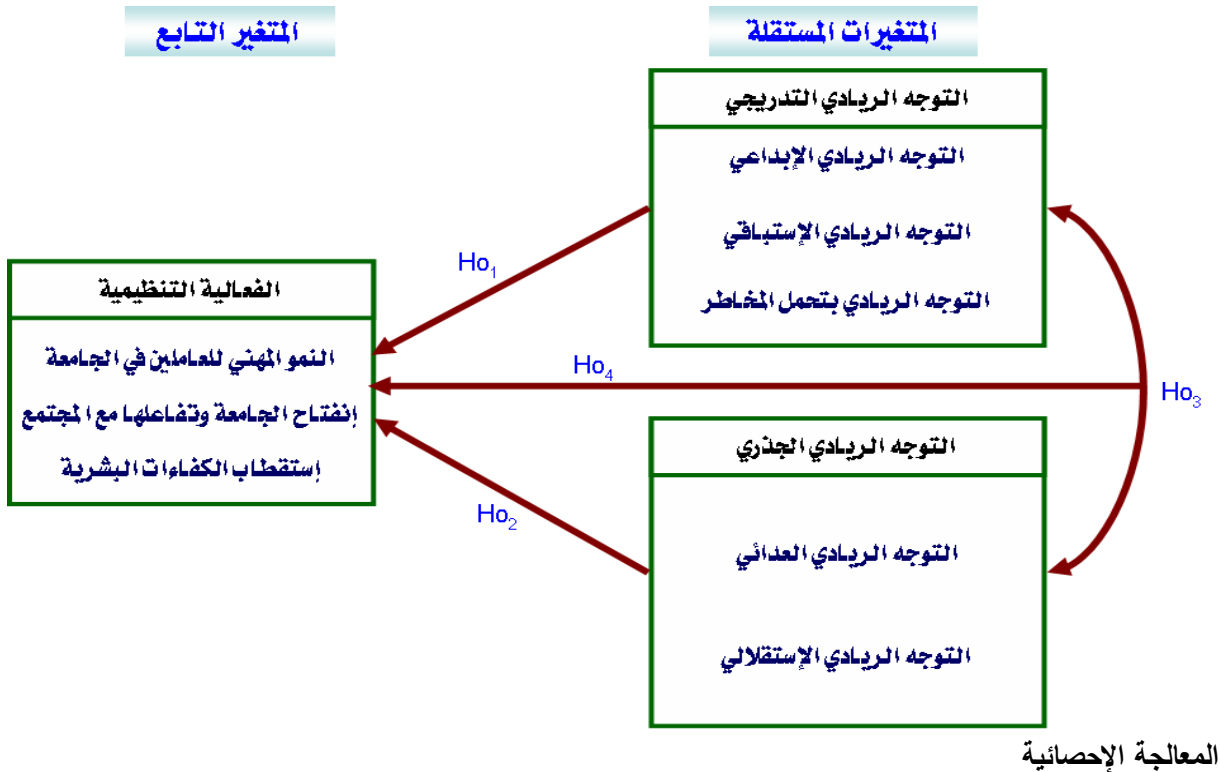 المتغيرات المستقلة
المتغير التابع
التوجه الريادي التدريجي
التوجه الريادي الإبداعي
التوجه الريادي الإستباقي
التوجه الريادي بتحمل المخاطر
Ho1
الفعالية التنظيمية
النمو المهني للعاملين في الجامعة
إنفتاح الجامعة وتفاعلها مع المجتمع
إستقطاب الكفاءات البشرية
Ho4
Ho3
التوجه الريادي الجذري
التوجه الريادي العدائي
التوجه الريادي الإستقلالي
Ho2
المعالجة الإحصائية